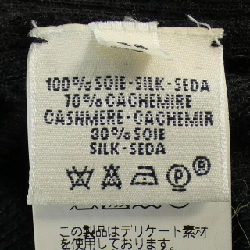 100% SOIE-SILK-SEDA
70% CACHEMIRE
CASHMERE-CACHEMIR
30% SOIE
SILK-SEDA
この製品はデリケート素材
を使用しております。